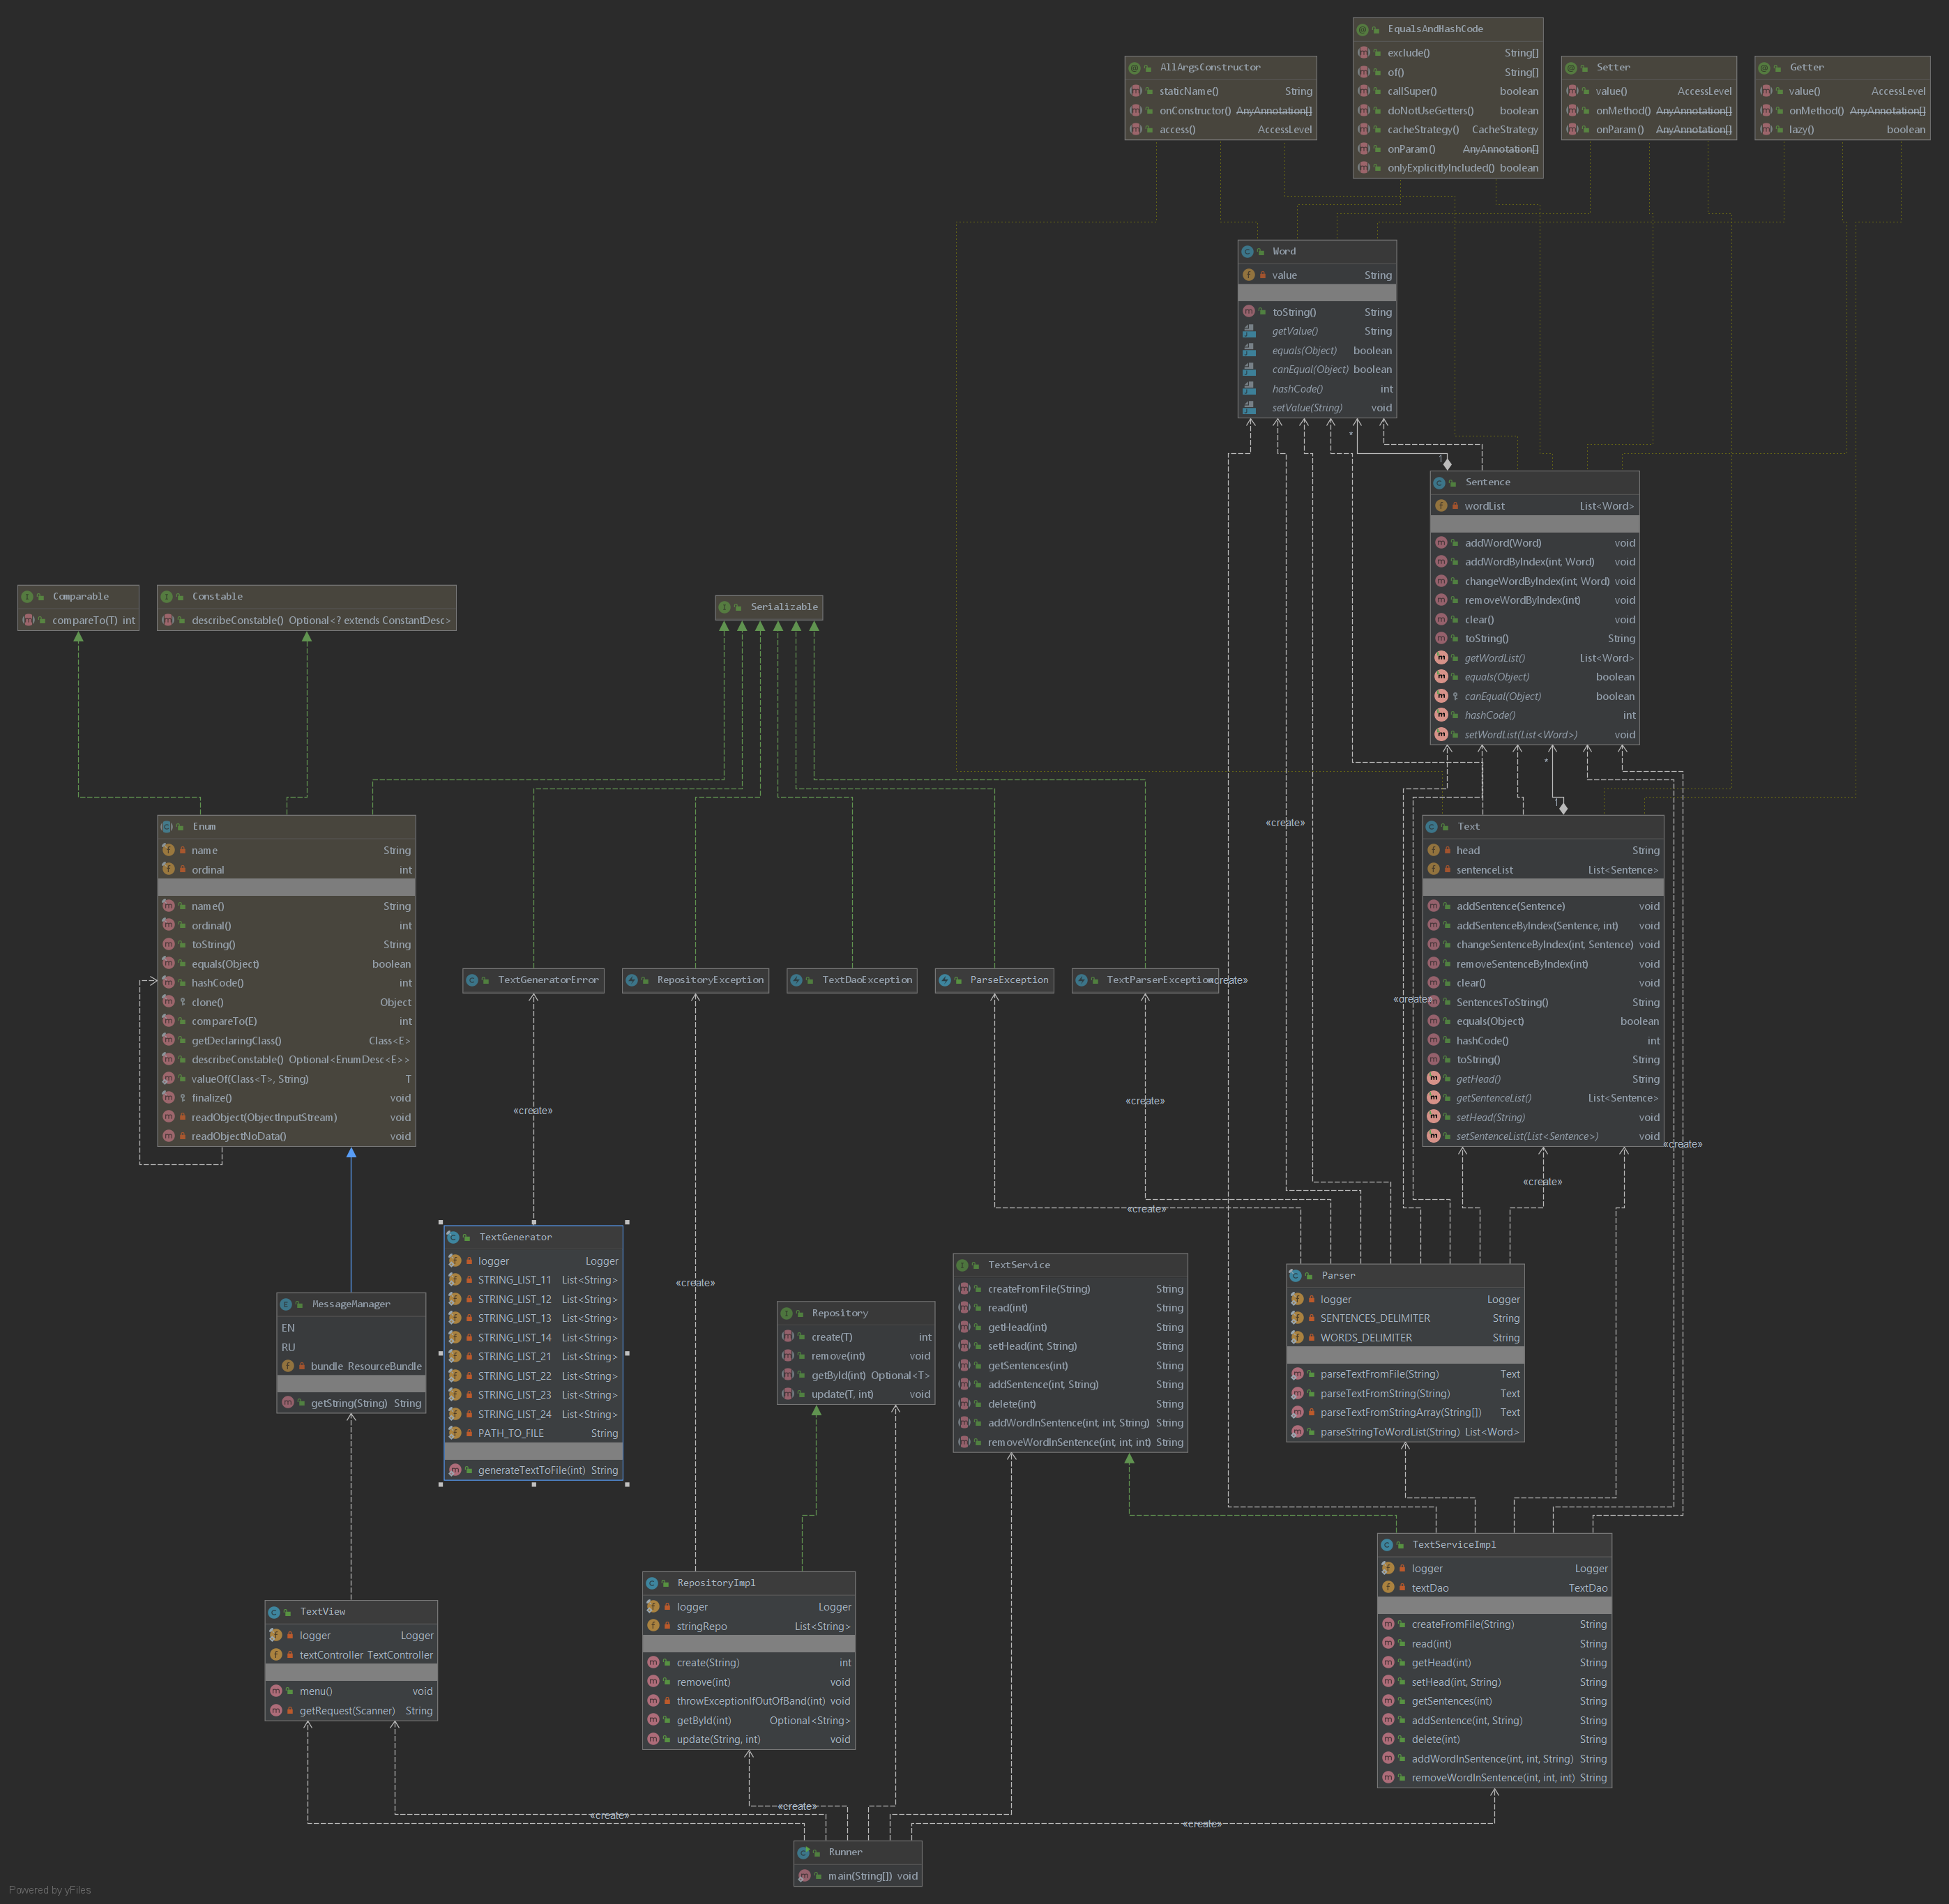 EqualsAndHashCode
exclude() String[]
of() String[]
callSuper() boolean
doNotUseGetters() boolean
cacheStrategy() CacheStrategy
onParam() AnyAnnotation[]
onlyExplicitlyIncluded() boolean
AllArgsConstructor
staticName() String
onConstructor() AnyAnnotation[]
access() AccessLevel
Setter
value() AccessLevel
onMethod() AnyAnnotation[]
onParam() AnyAnnotation[]
Getter
value() AccessLevel
onMethod() AnyAnnotation[]
lazy() boolean
Word
value String
toString() String
getValue() String
equals(Object) boolean
canEqual(Object) boolean
hashCode() int
setValue(String) void
*
1
Sentence
wordList List<Word>
addWord(Word) void
addWordByIndex(int, Word) void
changeWordByIndex(int, Word) void
removeWordByIndex(int) void
clear() void
toString() String
getWordList() List<Word>
equals(Object) boolean
canEqual(Object) boolean
hashCode() int
setWordList(List<Word>) void
*
1
Comparable
compareTo(T) int
Constable
describeConstable() Optional<? extends ConstantDesc>
Serializable
Enum
name String
ordinal int
name() String
ordinal() int
toString() String
equals(Object) boolean
hashCode() int
clone() Object
compareTo(E) int
getDeclaringClass() Class<E>
describeConstable() Optional<EnumDesc<E>>
valueOf(Class<T>, String) T
finalize() void
readObject(ObjectInputStream) void
readObjectNoData() void
Text
head String
sentenceList List<Sentence>
addSentence(Sentence) void
addSentenceByIndex(Sentence, int) void
changeSentenceByIndex(int, Sentence) void
removeSentenceByIndex(int) void
clear() void
SentencesToString() String
equals(Object) boolean
hashCode() int
toString() String
getHead() String
getSentenceList() List<Sentence>
setHead(String) void
setSentenceList(List<Sentence>) void
«create»
TextGeneratorError
RepositoryException
TextDaoException
ParseException
TextParserException
«create»
«create»
«create»
«create»
«create»
«create»
«create»
«create»
TextGenerator
logger Logger
STRING_LIST_11 List<String>
STRING_LIST_12 List<String>
STRING_LIST_13 List<String>
STRING_LIST_14 List<String>
STRING_LIST_21 List<String>
STRING_LIST_22 List<String>
STRING_LIST_23 List<String>
STRING_LIST_24 List<String>
PATH_TO_FILE String
generateTextToFile(int) String
MessageManager
EN
RU
bundle ResourceBundle
getString(String) String
Repository
create(T) int
remove(int) void
getById(int) Optional<T>
update(T, int) void
TextService
createFromFile(String) String
read(int) String
getHead(int) String
setHead(int, String) String
getSentences(int) String
addSentence(int, String) String
delete(int) String
addWordInSentence(int, int, String) String
removeWordInSentence(int, int, int) String
Parser
logger Logger
SENTENCES_DELIMITER String
WORDS_DELIMITER String
parseTextFromFile(String) Text
parseTextFromString(String) Text
parseTextFromStringArray(String[]) Text
parseStringToWordList(String) List<Word>
TextServiceImpl
logger Logger
textDao TextDao
createFromFile(String) String
read(int) String
getHead(int) String
setHead(int, String) String
getSentences(int) String
addSentence(int, String) String
delete(int) String
addWordInSentence(int, int, String) String
removeWordInSentence(int, int, int) String
RepositoryImpl
logger Logger
stringRepo List<String>
create(String) int
remove(int) void
throwExceptionIfOutOfBand(int) void
getById(int) Optional<String>
update(String, int) void
TextView
logger Logger
textController TextController
menu() void
getRequest(Scanner) String
«create»
«create»
«create»
Runner
main(String[]) void
Powered by yFiles